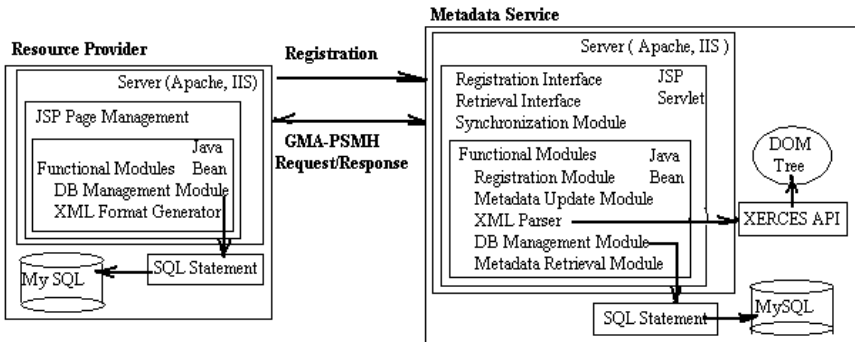 Resource Provider
Server (Apache, IIS)
JSP Page Management
Java
Functional Modules Bean
DB Management Module
XML Format Generator
SQL Statement
My SQL
Registration
GMA-PSMH
Request/Response
Metadata Service
Server ( Apache, IIS )
Registration Interface JSP
Retrieval Interface Servlet
Synchronization Module
Functional Modules Java
Registration Module Bean
Metadata Update Module
XML Parser
DB Management Module
Metadata Retrieval Module
DOM
Tree
XERCES API
SQL Statement
MySQL